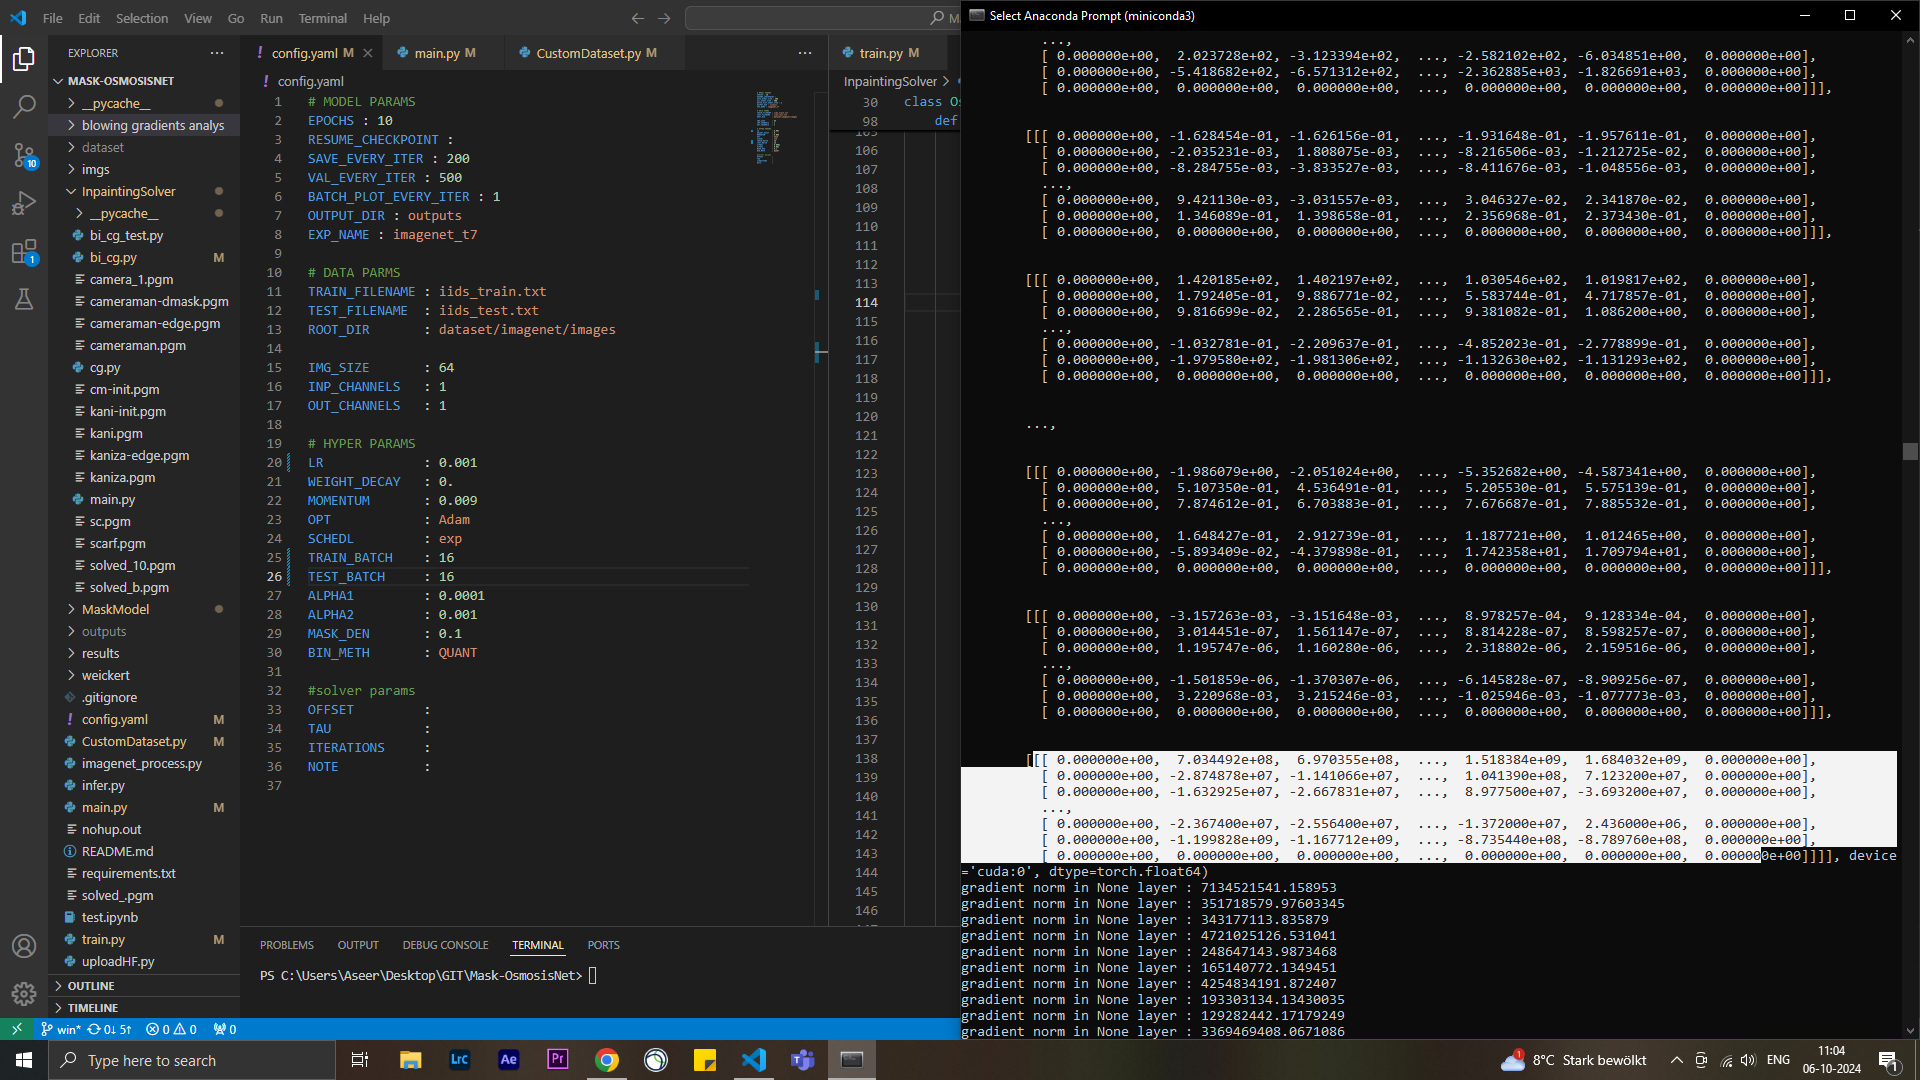 File Edit Selection View Go Run Terminal Help
EXPLORER
MASK-OSMOSISNET
__pycache__
blowing gradients analys
dataset
imgs
InpaintingSolver
__pycache__
bi_cg_test.py
bi_cg.py M
camera_1.pgm
cameraman-dmask.pgm
cameraman-edge.pgm
cameraman.pgm
cg.py
cm-init.pgm
kani-init.pgm
kani.pgm
kaniza-edge.pgm
kaniza.pgm
main.py
sc.pgm
scarf.pgm
solved_10.pgm
solved_b.pgm
MaskModel
outputs
results
weickert
.gitignore
config.yaml M
CustomDataset.py M
imagenet_process.py
infer.py
main.py M
nohup.out
README.md
requirements.txt
solved_.pgm
test.ipynb
train.py M
uploadHF.py
OUTLINE
TIMELINE
10
1
config.yaml M
main.py M
CustomDataset.py M
config.yaml
1 # MODEL PARAMS
2 EPOCHS : 10
3 RESUME_CHECKPOINT :
4 SAVE_EVERY_ITER : 200
5 VAL_EVERY_ITER : 500
6 BATCH_PLOT_EVERY_ITER : 1
7 OUTPUT_DIR : outputs
8 EXP_NAME : imagenet_t7
9
10 # DATA PARMS
11 TRAIN_FILENAME : iids_train.txt
12 TEST_FILENAME : iids_test.txt
13 ROOT_DIR : dataset/imagenet/images
14
15 IMG_SIZE : 64
16 INP_CHANNELS : 1
17 OUT_CHANNELS : 1
18
19 # HYPER PARAMS
20 LR : 0.001
21 WEIGHT_DECAY : 0.
22 MOMENTUM : 0.009
23 OPT : Adam
24 SCHEDL : exp
25 TRAIN_BATCH : 16
26 TEST_BATCH : 16
27 ALPHA1 : 0.0001
28 ALPHA2 : 0.001
29 MASK_DEN : 0.1
30 BIN_METH : QUANT
31
32 #solver params
33 OFFSET :
34 TAU :
35 ITERATIONS :
36 NOTE :
37
train.py M
InpaintingSolver
30 class Os
98 def
106
107
108
109
110
111
112
113
114
115
116
117
118
119
120
121
122
123
124
125
126
127
128
129
130
131
132
133
134
135
136
137
138
139
140
141
142
143
144
145
146
PROBLEMS OUTPUT DEBUG CONSOLE TERMINAL PORTS
PS C:\Users\Aseer\Desktop\GIT\Mask-OsmosisNet>
win* 0↓ 5↑ 0 0 0
Select Anaconda Prompt (miniconda3)
...,
[ 0.000000e+00, 2.023728e+02, -3.123394e+02, ..., -2.582102e+02, -6.034851e+00, 0.000000e+00],
[ 0.000000e+00, -5.418682e+02, -6.571312e+02, ..., -2.362885e+03, -1.826691e+03, 0.000000e+00],
[ 0.000000e+00, 0.000000e+00, 0.000000e+00, ..., 0.000000e+00, 0.000000e+00, 0.000000e+00]]],
[[[ 0.000000e+00, -1.628454e-01, -1.626156e-01, ..., -1.931648e-01, -1.957611e-01, 0.000000e+00],
[ 0.000000e+00, -2.035231e-03, 1.808075e-03, ..., -8.216506e-03, -1.212725e-02, 0.000000e+00],
[ 0.000000e+00, -8.284755e-03, -3.833527e-03, ..., -8.411676e-03, -1.048556e-03, 0.000000e+00],
...,
[ 0.000000e+00, 9.421130e-03, -3.031557e-03, ..., 3.046327e-02, 2.341870e-02, 0.000000e+00],
[ 0.000000e+00, 1.346089e-01, 1.398658e-01, ..., 2.356968e-01, 2.373430e-01, 0.000000e+00],
[ 0.000000e+00, 0.000000e+00, 0.000000e+00, ..., 0.000000e+00, 0.000000e+00, 0.000000e+00]]],
[[[ 0.000000e+00, 1.420185e+02, 1.402197e+02, ..., 1.030546e+02, 1.019817e+02, 0.000000e+00],
[ 0.000000e+00, 1.792405e-01, 9.886771e-02, ..., 5.583744e-01, 4.717857e-01, 0.000000e+00],
[ 0.000000e+00, 9.816699e-02, 2.286565e-01, ..., 9.381082e-01, 1.086200e+00, 0.000000e+00],
...,
[ 0.000000e+00, -1.032781e-01, -2.209637e-01, ..., -4.852023e-01, -2.778899e-01, 0.000000e+00],
[ 0.000000e+00, -1.979580e+02, -1.981306e+02, ..., -1.132630e+02, -1.131293e+02, 0.000000e+00],
[ 0.000000e+00, 0.000000e+00, 0.000000e+00, ..., 0.000000e+00, 0.000000e+00, 0.000000e+00]]],
...,
[[[ 0.000000e+00, -1.986079e+00, -2.051024e+00, ..., -5.352682e+00, -4.587341e+00, 0.000000e+00],
[ 0.000000e+00, 5.107350e-01, 4.536491e-01, ..., 5.205530e-01, 5.575139e-01, 0.000000e+00],
[ 0.000000e+00, 7.874612e-01, 6.703883e-01, ..., 7.676687e-01, 7.885532e-01, 0.000000e+00],
...,
[ 0.000000e+00, 1.648427e-01, 2.912739e-01, ..., 1.187721e+00, 1.012465e+00, 0.000000e+00],
[ 0.000000e+00, -5.893409e-02, -4.379898e-01, ..., 1.742358e+01, 1.709794e+01, 0.000000e+00],
[ 0.000000e+00, 0.000000e+00, 0.000000e+00, ..., 0.000000e+00, 0.000000e+00, 0.000000e+00]]],
[[[ 0.000000e+00, -3.157263e-03, -3.151648e-03, ..., 8.978257e-04, 9.128334e-04, 0.000000e+00],
[ 0.000000e+00, 3.014451e-07, 1.561147e-07, ..., 8.814228e-07, 8.598257e-07, 0.000000e+00],
[ 0.000000e+00, 1.195747e-06, 1.160280e-06, ..., 2.318802e-06, 2.159516e-06, 0.000000e+00],
...,
[ 0.000000e+00, -1.501859e-06, -1.370307e-06, ..., -6.145828e-07, -8.909256e-07, 0.000000e+00],
[ 0.000000e+00, 3.220968e-03, 3.215246e-03, ..., -1.025946e-03, -1.077773e-03, 0.000000e+00],
[ 0.000000e+00, 0.000000e+00, 0.000000e+00, ..., 0.000000e+00, 0.000000e+00, 0.000000e+00]]],
[[[ 0.000000e+00, 7.034492e+08, 6.970355e+08, ..., 1.518384e+09, 1.684032e+09, 0.000000e+00],
[ 0.000000e+00, -2.874878e+07, -1.141066e+07, ..., 1.041390e+08, 7.123200e+07, 0.000000e+00],
[ 0.000000e+00, -1.632925e+07, -2.667831e+07, ..., 8.977500e+07, -3.693200e+07, 0.000000e+00],
...,
[ 0.000000e+00, -2.367400e+07, -2.556400e+07, ..., -1.372000e+07, 2.436000e+06, 0.000000e+00],
[ 0.000000e+00, -1.199828e+09, -1.167712e+09, ..., -8.735440e+08, -8.789760e+08, 0.000000e+00],
[ 0.000000e+00, 0.000000e+00, 0.000000e+00, ..., 0.000000e+00, 0.000000e+00, 0.000000e+00]]]], device
='cuda:0', dtype=torch.float64)
gradient norm in None layer : 7134521541.158953
gradient norm in None layer : 351718579.97603345
gradient norm in None layer : 343177113.835879
gradient norm in None layer : 4721025126.531041
gradient norm in None layer : 248647143.9873468
gradient norm in None layer : 165140772.1349451
gradient norm in None layer : 4254834191.872407
gradient norm in None layer : 193303134.13430035
gradient norm in None layer : 129282442.17179249
gradient norm in None layer : 3369469408.0671086
Type here to search
Lrc
Ae
Pr
1
8°C Stark bewölkt
ENG
11:04
06-10-2024
1